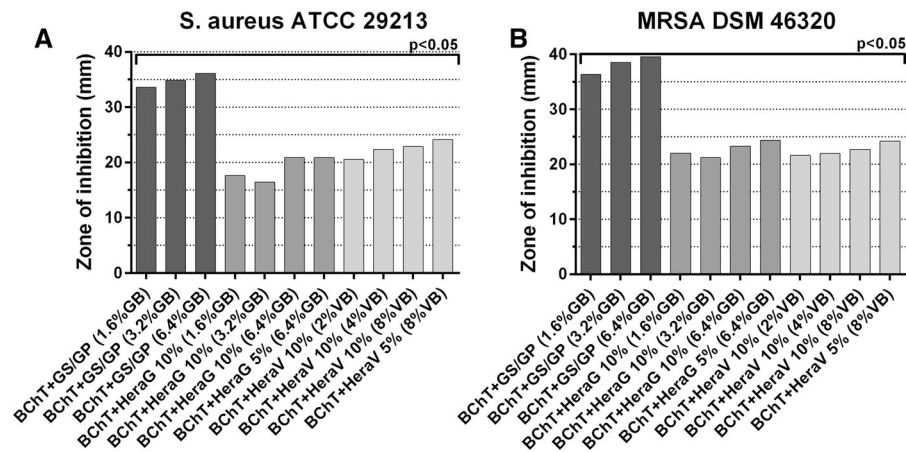 S. aureus ATCC 29213
A
p<0.05
Zone of inhibition (mm)
40
30
20
10
0
BChT+GS/GP (1.6%GB)
BChT+GS/GP (3.2%GB)
BChT+GS/GP (6.4%GB)
BChT+HeraG 10% (1.6%GB)
BChT+HeraG 10% (3.2%GB)
BChT+HeraG 10% (6.4%GB)
BChT+HeraG 5% (6.4%GB)
BChT+HeraV 10% (2%VB)
BChT+HeraV 10% (4%VB)
BChT+HeraV 10% (8%VB)
BChT+HeraV 5% (8%VB)
MRSA DSM 46320
B
p<0.05
Zone of inhibition (mm)
40
30
20
10
0
BChT+GS/GP (1.6%GB)
BChT+GS/GP (3.2%GB)
BChT+GS/GP (6.4%GB)
BChT+HeraG 10% (1.6%GB)
BChT+HeraG 10% (3.2%GB)
BChT+HeraG 10% (6.4%GB)
BChT+HeraG 5% (6.4%GB)
BChT+HeraV 10% (2%VB)
BChT+HeraV 10% (4%VB)
BChT+HeraV 10% (8%VB)
BChT+HeraV 5% (8%VB)